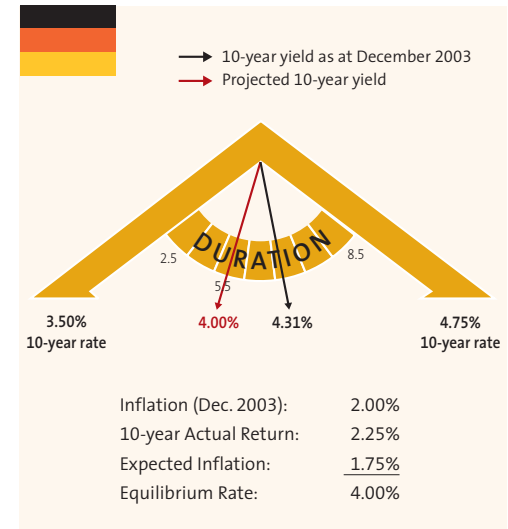 10-year yield as at December 2003
Projected 10-year yield
DURATION
2.5
5.5
8.5
3.50%
10-year rate
4.00%
4.31%
4.75%
10-year rate
Inflation (Dec. 2003): 2.00%
10-year Actual Return: 2.25%
Expected Inflation: 1.75%
Equilibrium Rate: 4.00%